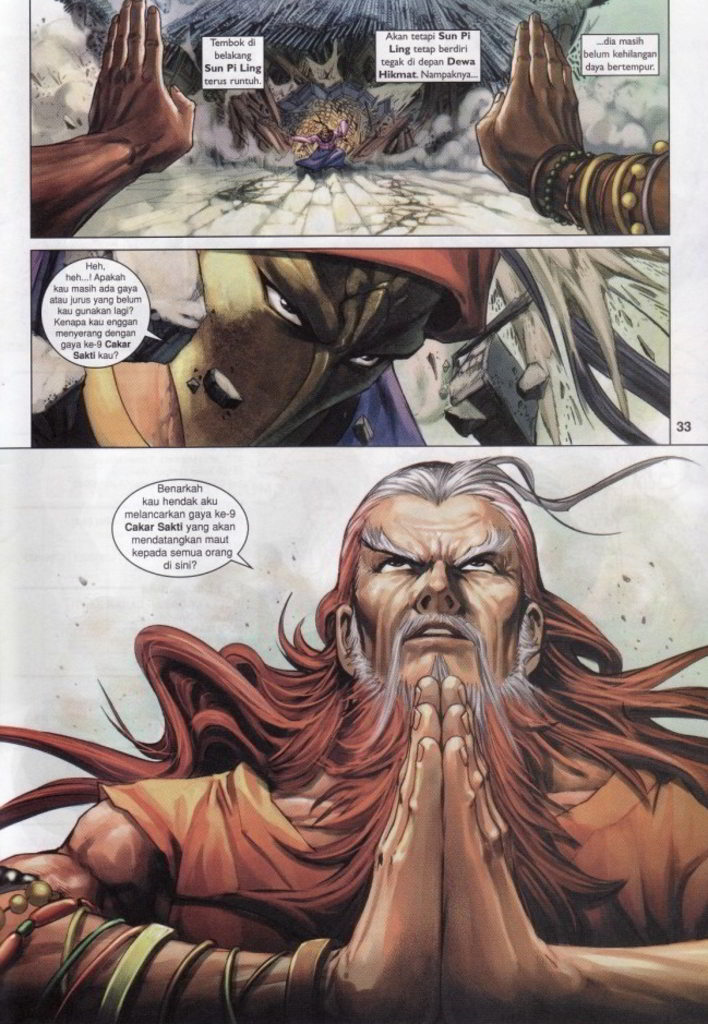 Tembok di
belakang
Sun Pi Ling
terus runtuh.
Akan tetapi Sun Pi
Ling tetap berdiri
tegak di depan Dewa
Hikmat. Nampaknya...
...dia masih
belum kehilangan
daya bertempur.
Heh,
heh...! Apakah
kau masih ada gaya
atau jurus yang belum
kau gunakan lagi?
Kenapa kau enggan
menyerang dengan
gaya ke-9 Cakar
Sakti kau?
33
Benarkah
kau hendak aku
melancarkan gaya ke-9
Cakar Sakti yang akan
mendatangkan maut
kepada semua orang
di sini?